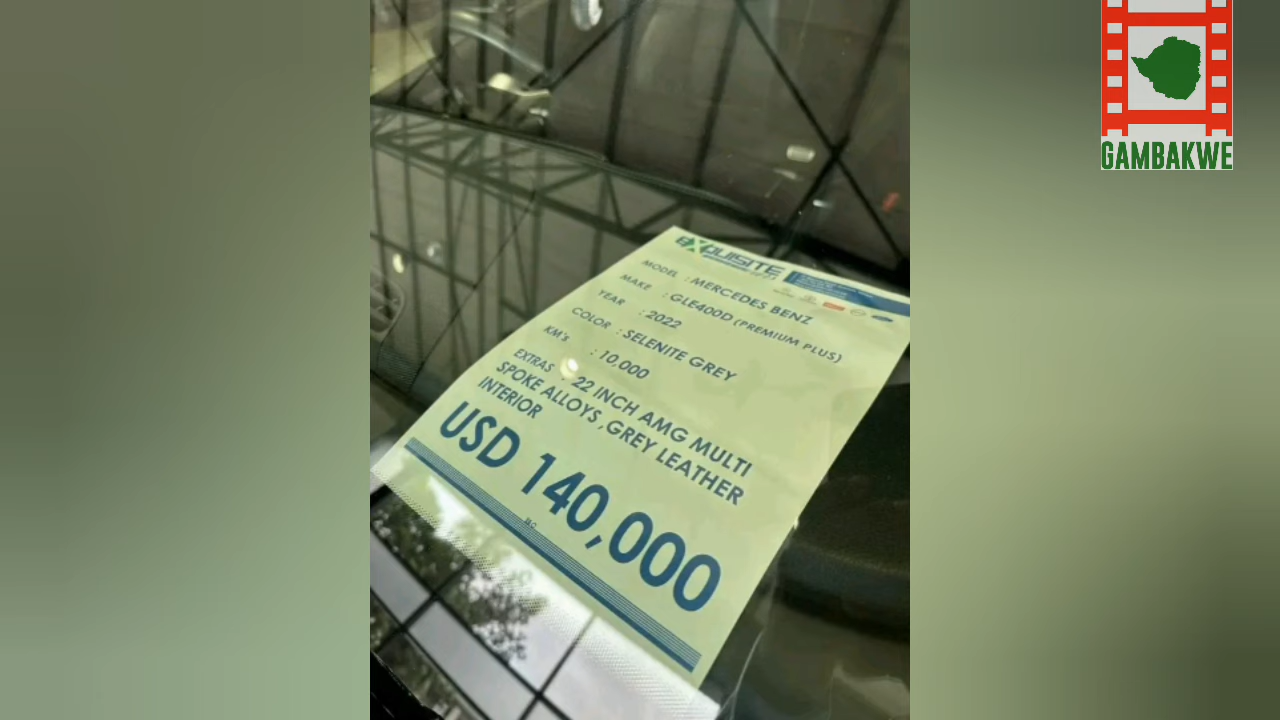 GAMBAKWE
EXQUISITE
MODEL : MERCEDES BENZ
MAKE : GLE400D (PREMIUM PLUS)
YEAR : 2022
COLOR : SELENITE GREY
KM's : 10,000
EXTRAS : 22 INCH AMG MULTI
SPOKE ALLOYS ,GREY LEATHER
INTERIOR
USD 140,000